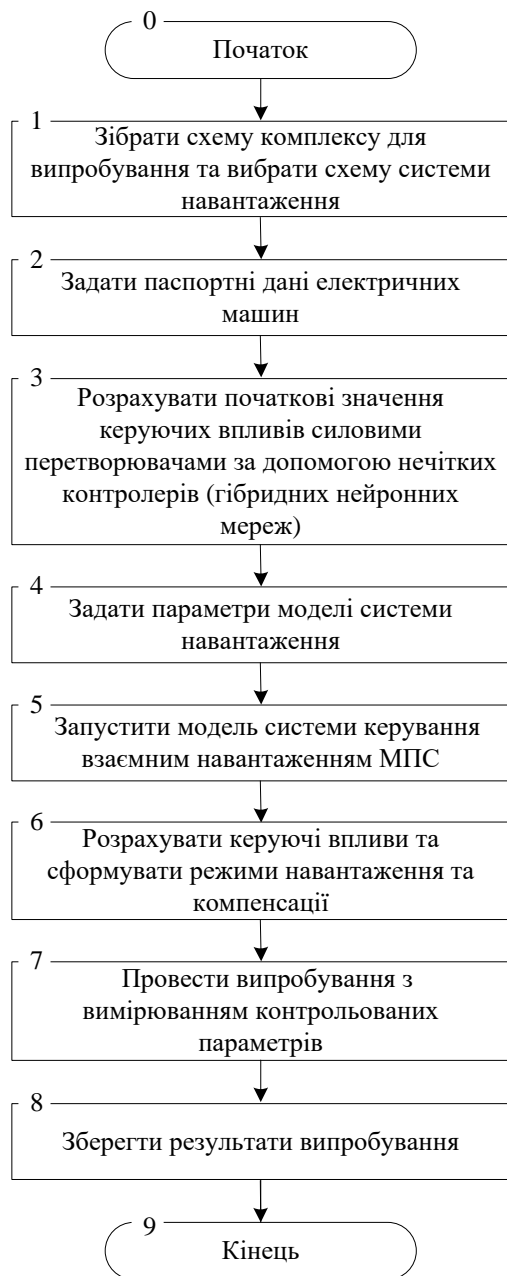 0
Початок
1
Зібрати схему комплексу для
випробування та вибрати схему системи
навантаження
2
Задати паспортні дані електричних
машин
3
Розрахувати початкові значення
керуючих впливів силовими
перетворювачами за допомогою нечітких
контролерів (гібридних нейронних
мереж)
4
Задати параметри моделі системи
навантаження
5
Запустити модель системи керування
взаємним навантаженням МПС
6
Розрахувати керуючі впливи та
сформувати режими навантаження та
компенсації
7
Провести випробування з
вимірюванням контрольованих
параметрів
8
Зберегти результати випробування
9
Кінець